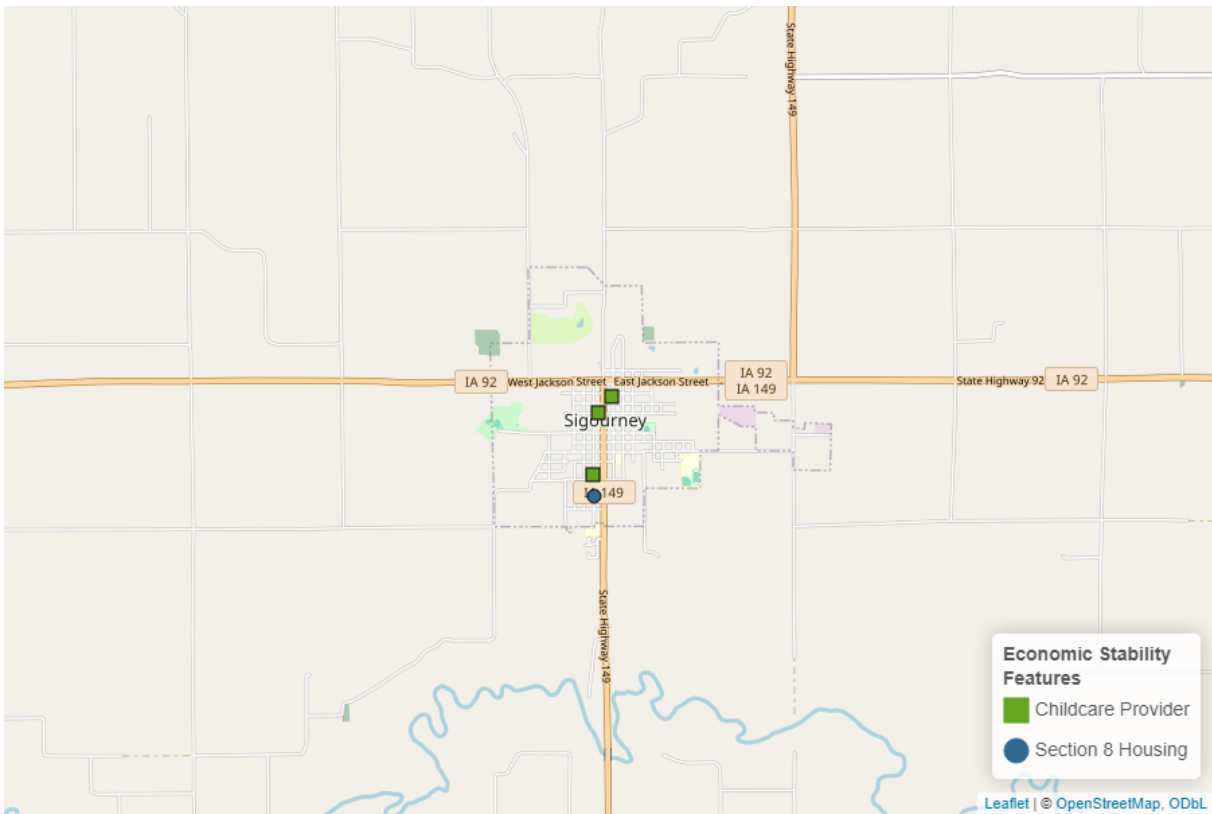 State Highway 149
IA 92
West Jackson Street
East Jackson Street
IA 92
IA 149
State Highway 92
IA 92
Sigourney
149
State Highway 149
Economic Stability
Features
Childcare Provider
Section 8 Housing
Leaflet | © OpenStreetMap, ODbL